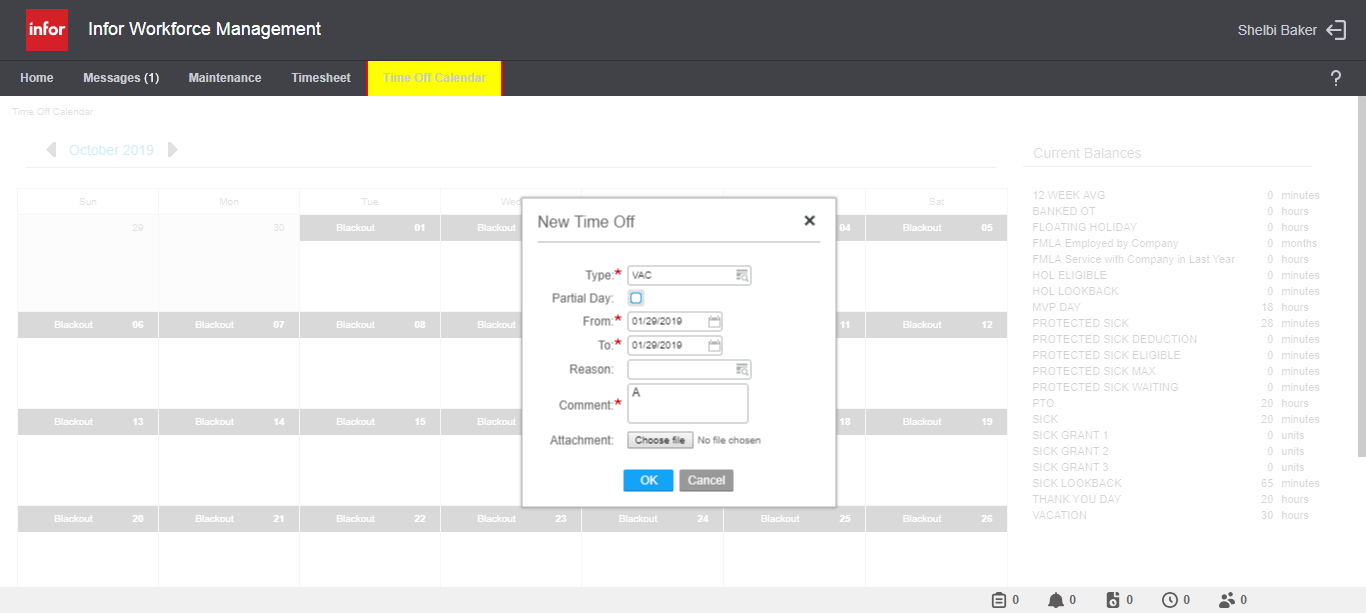 infor Infor Workforce Management Shelbi Baker
Home Messages (1) Maintenance Timesheet Time Off Calendar ?
Time Off Calendar
October 2019
Sun Mon Tue Wed Sat
29 30 Blackout 01 Blackout 04 Blackout 05
Blackout 06 Blackout 07 Blackout 08 Blackout 11 Blackout 12
Blackout 13 Blackout 14 Blackout 15 Blackout 18 Blackout 19
Blackout 20 Blackout 21 Blackout 22 Blackout 23 Blackout 24 Blackout 25 Blackout 26
New Time Off
Type:* VAC
Partial Day:
From:* 01/29/2019
To:* 01/29/2019
Reason:
Comment:* A
Attachment: Choose file No file chosen
OK Cancel
Current Balances
12 WEEK AVG 0 minutes
BANKED OT 0 hours
FLOATING HOLIDAY 0 hours
FMLA Employed by Company 0 months
FMLA Service with Company in Last Year 0 hours
HOL ELIGIBLE 0 minutes
HOL LOOKBACK 0 minutes
MVP DAY 18 hours
PROTECTED SICK 28 minutes
PROTECTED SICK DEDUCTION 0 minutes
PROTECTED SICK ELIGIBLE 0 minutes
PROTECTED SICK MAX 0 minutes
PROTECTED SICK WAITING 0 minutes
PTO 20 hours
SICK 20 minutes
SICK GRANT 1 0 units
SICK GRANT 2 0 units
SICK GRANT 3 0 units
SICK LOOKBACK 65 minutes
THANK YOU DAY 20 hours
VACATION 30 hours
0 0 0 0 0